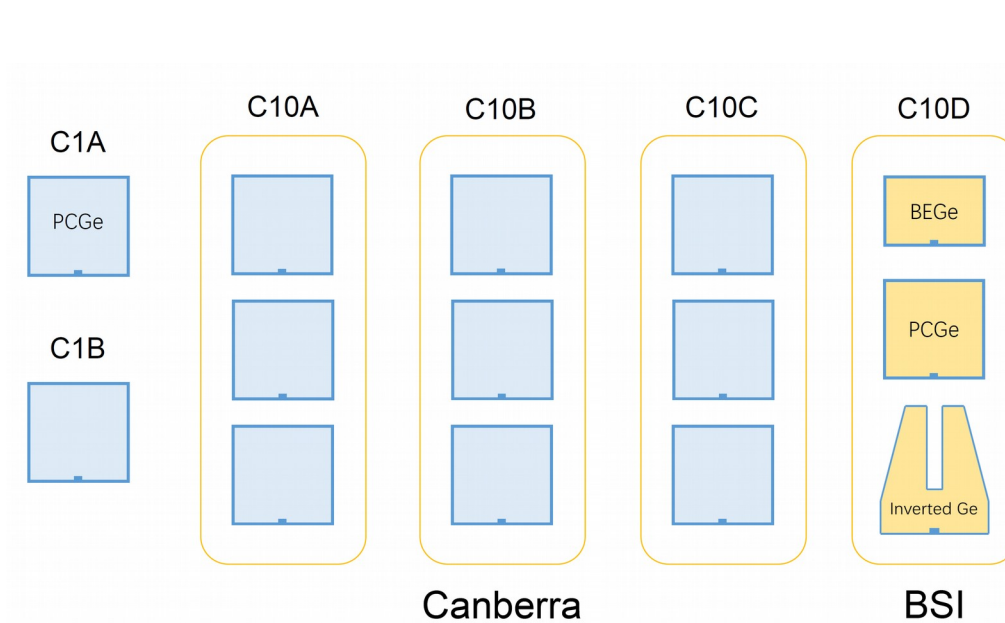 C1A
PCGe
C1B
C10A
C10B
C10C
C10D
BEGe
PCGe
Inverted Ge
Canberra
BSI